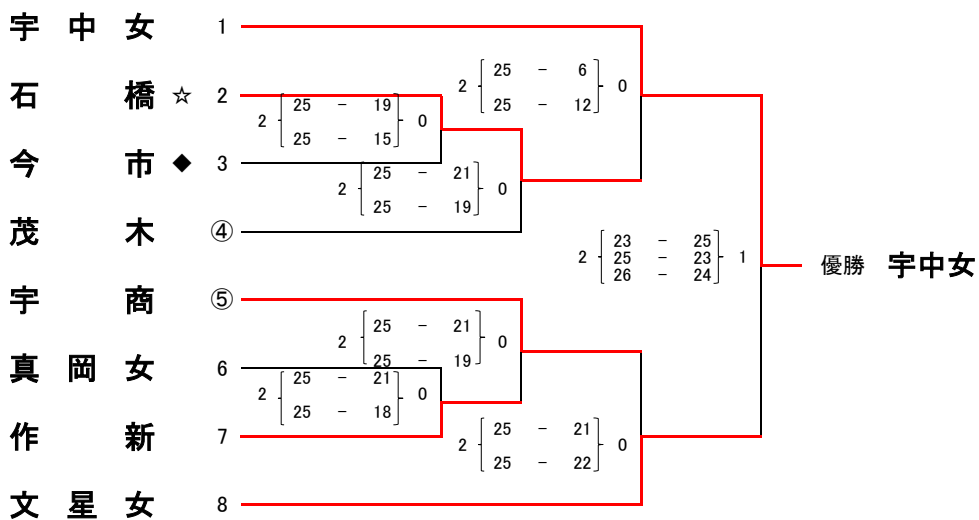 宇中女 1
2 25 － 6 0
25 － 12
石橋 ☆ 2
2 25 － 19 0
25 － 15
今市 ◆ 3
2 25 － 21 0
25 － 19
茂木 ④
2 23 － 25 1
25 － 23
26 － 24
優勝 宇中女
宇商 ⑤
2 25 － 21 0
25 － 19
真岡女 6
2 25 － 21 0
25 － 18
作新 7
2 25 － 21 0
25 － 22
文星女 8